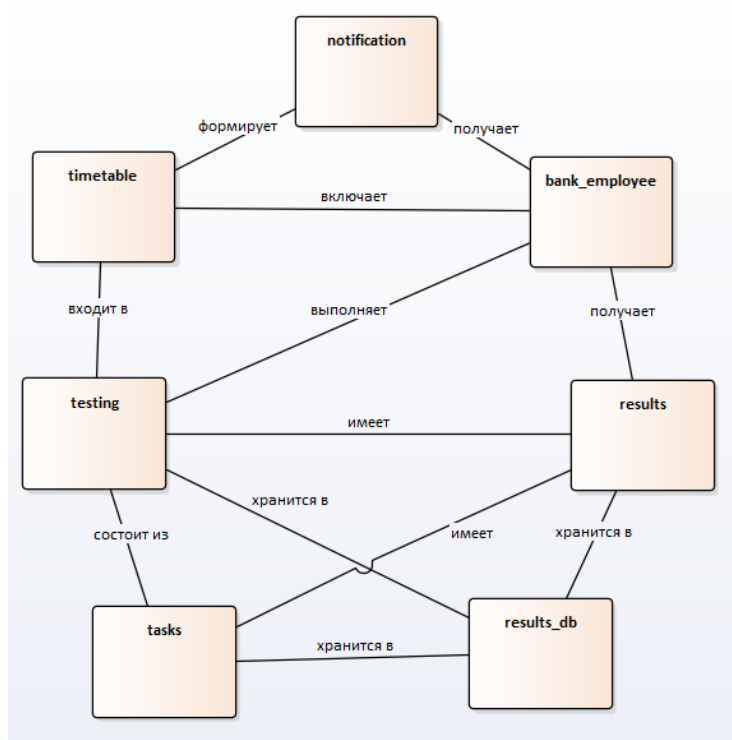 notification
формирует
получает
timetable
bank_employee
включает
входит в
выполняет
получает
testing
results
имеет
хранится в
состоит из
имеет
хранится в
tasks
results_db
хранится в